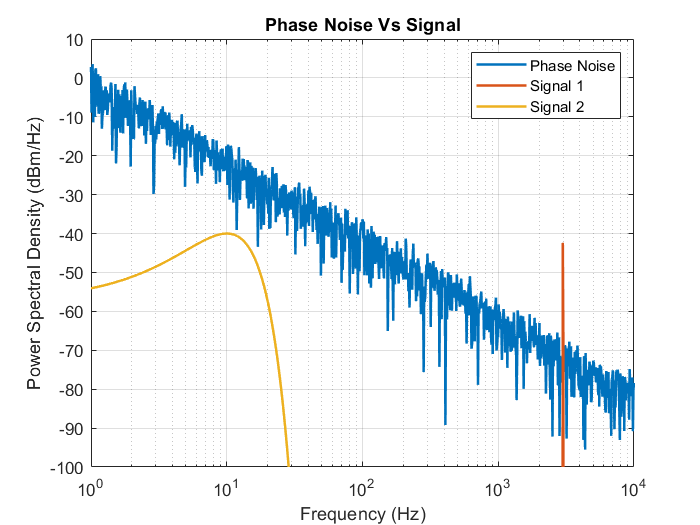 Phase Noise Vs Signal
Phase Noise
Signal 1
Signal 2
Power Spectral Density (dBm/Hz)
10
0
-10
-20
-30
-40
-50
-60
-70
-80
-90
-100
10^0 10^1 10^2 10^3 10^4
Frequency (Hz)